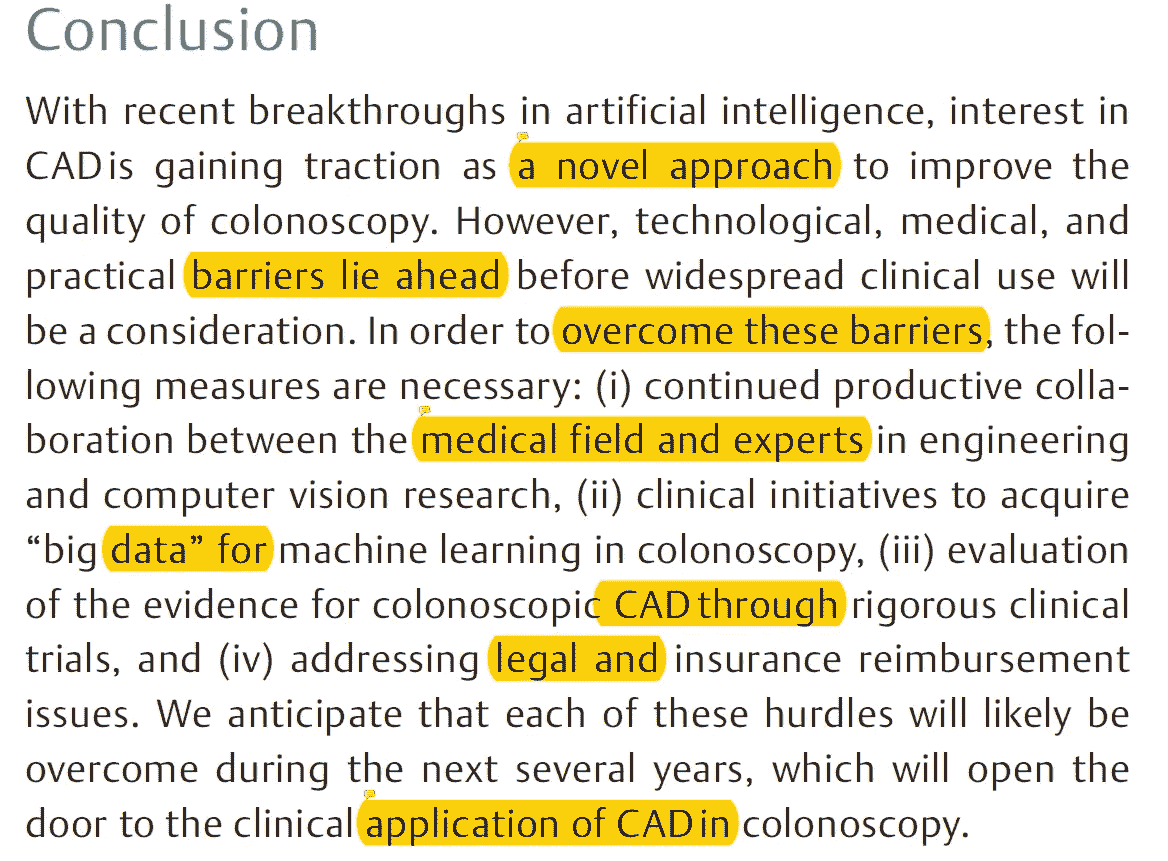 Conclusion
With recent breakthroughs in artificial intelligence, interest in
CAD is gaining traction as a novel approach to improve the
quality of colonoscopy. However, technological, medical, and
practical barriers lie ahead before widespread clinical use will
be a consideration. In order to overcome these barriers, the fol-
lowing measures are necessary: (i) continued productive colla-
boration between the medical field and experts in engineering
and computer vision research, (ii) clinical initiatives to acquire
“big data” for machine learning in colonoscopy, (iii) evaluation
of the evidence for colonoscopic CAD through rigorous clinical
trials, and (iv) addressing legal and insurance reimbursement
issues. We anticipate that each of these hurdles will likely be
overcome during the next several years, which will open the
door to the clinical application of CAD in colonoscopy.